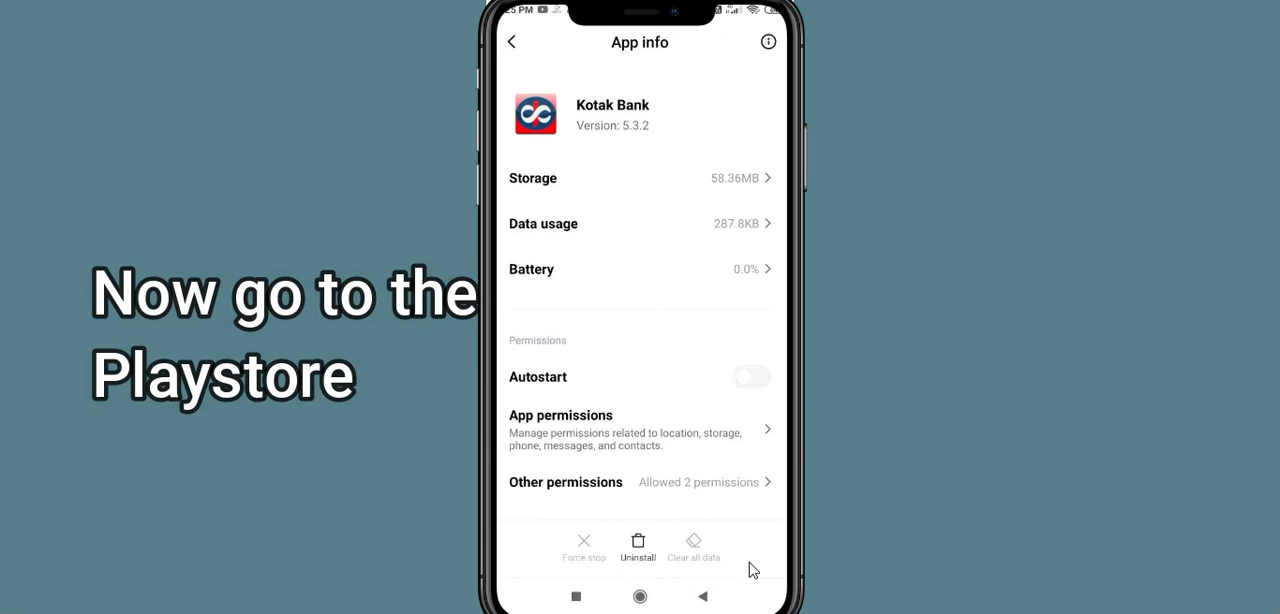 25 PM
App info
Kotak Bank
Version: 5.3.2
Storage 58.36MB
Data usage 287.8KB
Battery 0.0%
Now go to the
Playstore
Permissions
Autostart
App permissions
Manage permissions related to location, storage,
phone, messages, and contacts.
Other permissions Allowed 2 permissions
Force stop Uninstall Clear all data